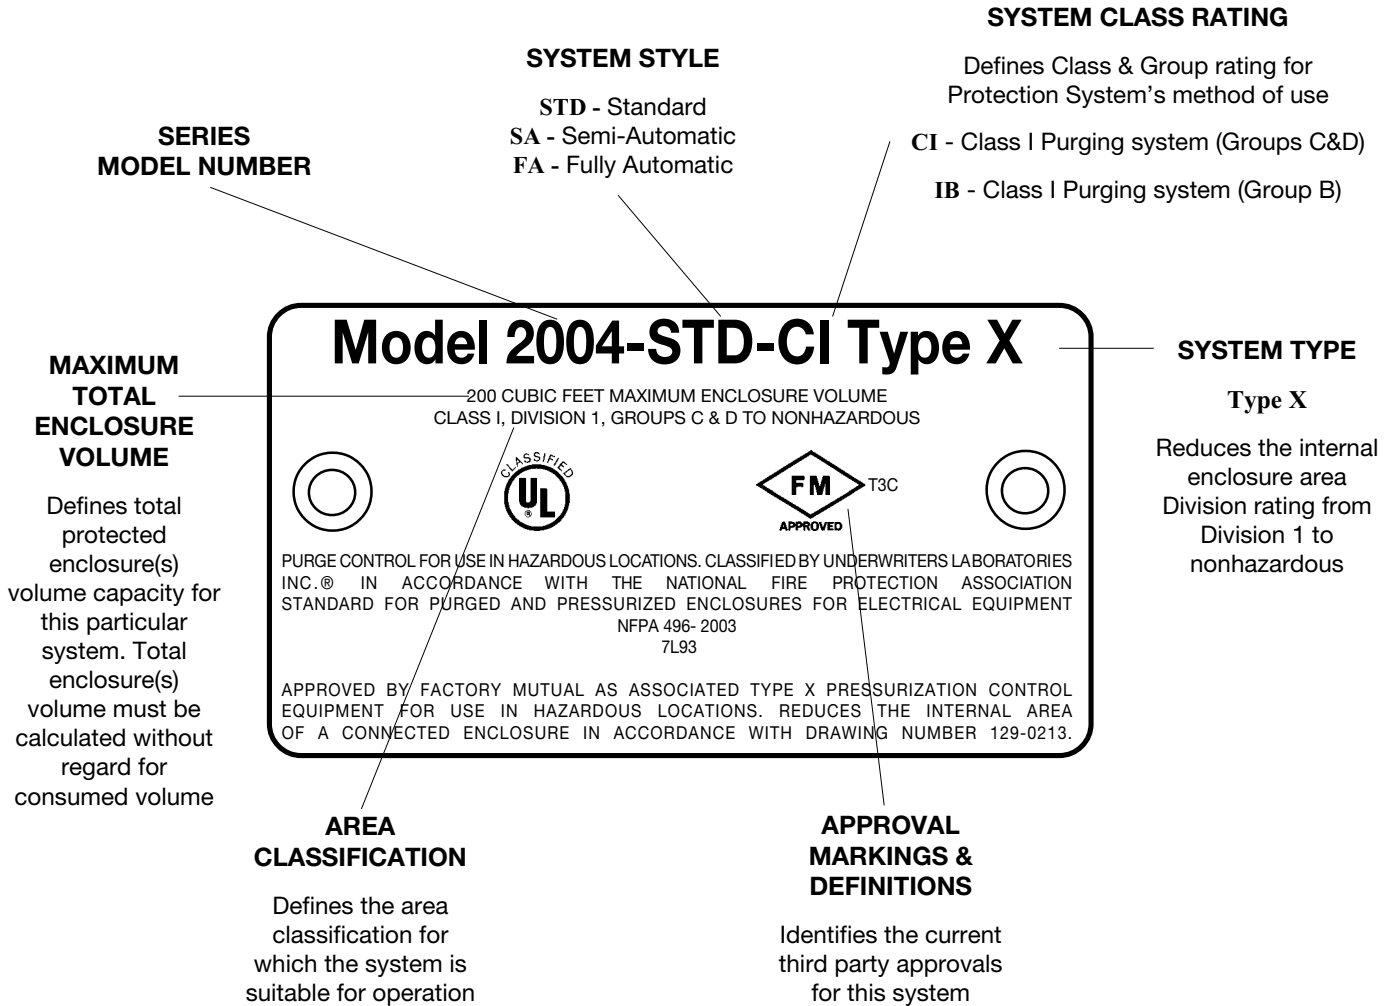 SYSTEM CLASS RATING
Defines Class & Group rating for
Protection System's method of use
CI - Class I Purging system (Groups C&D)
IB - Class I Purging system (Group B)
SYSTEM STYLE
STD - Standard
SA - Semi-Automatic
FA - Fully Automatic
SERIES
MODEL NUMBER
Model 2004-STD-CI Type X
200 CUBIC FEET MAXIMUM ENCLOSURE VOLUME
CLASS I, DIVISION 1, GROUPS C & D TO NONHAZARDOUS
CLASSIFIED
UL
®
FM
APPROVED
T3C
PURGE CONTROL FOR USE IN HAZARDOUS LOCATIONS. CLASSIFIED BY UNDERWRITERS LABORATORIES
INC.® IN ACCORDANCE WITH THE NATIONAL FIRE PROTECTION ASSOCIATION
STANDARD FOR PURGED AND PRESSURIZED ENCLOSURES FOR ELECTRICAL EQUIPMENT
NFPA 496- 2003
7L93
APPROVED BY FACTORY MUTUAL AS ASSOCIATED TYPE X PRESSURIZATION CONTROL
EQUIPMENT FOR USE IN HAZARDOUS LOCATIONS. REDUCES THE INTERNAL AREA
OF A CONNECTED ENCLOSURE IN ACCORDANCE WITH DRAWING NUMBER 129-0213.
MAXIMUM
TOTAL
ENCLOSURE
VOLUME
Defines total
protected
enclosure(s)
volume capacity for
this particular
system. Total
enclosure(s)
volume must be
calculated without
regard for
consumed volume
SYSTEM TYPE
Type X
Reduces the internal
enclosure area
Division rating from
Division 1 to
nonhazardous
AREA
CLASSIFICATION
Defines the area
classification for
which the system is
suitable for operation
APPROVAL
MARKINGS &
DEFINITIONS
Identifies the current
third party approvals
for this system